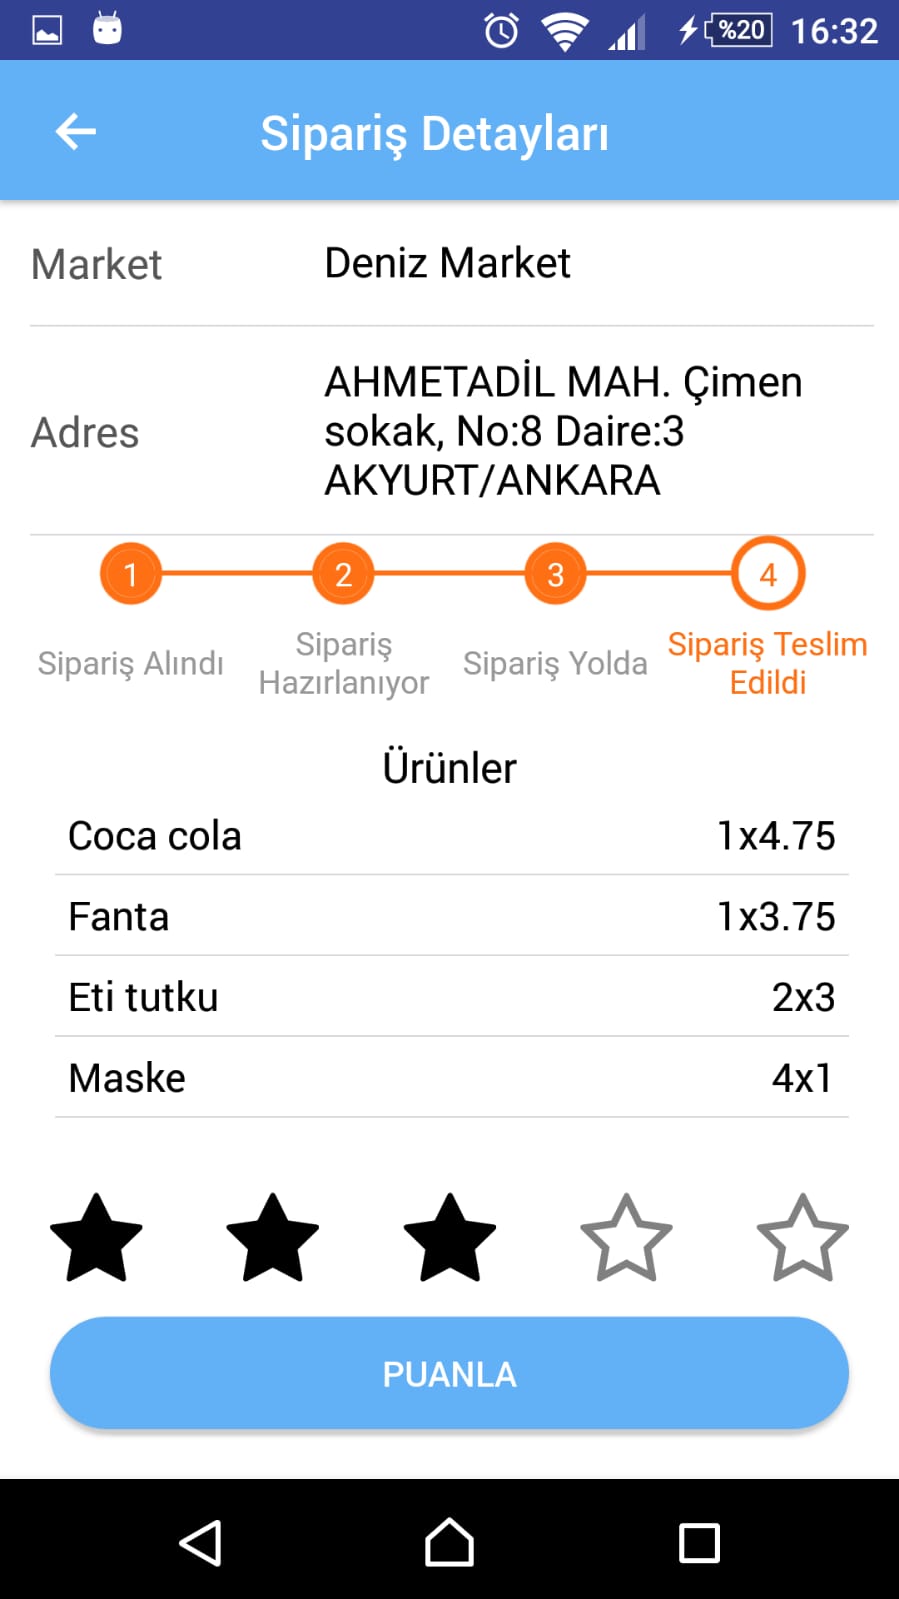 %20 16:32
Sipariş Detayları
Market Deniz Market
AHMETADİL MAH. Çimen
Adres sokak, No:8 Daire:3
AKYURT/ANKARA
1 2 3 4
Sipariş Alındı Sipariş Hazırlanıyor Sipariş Yolda Sipariş Teslim Edildi
Ürünler
Coca cola 1x4.75
Fanta 1x3.75
Eti tutku 2x3
Maske 4x1
PUANLA